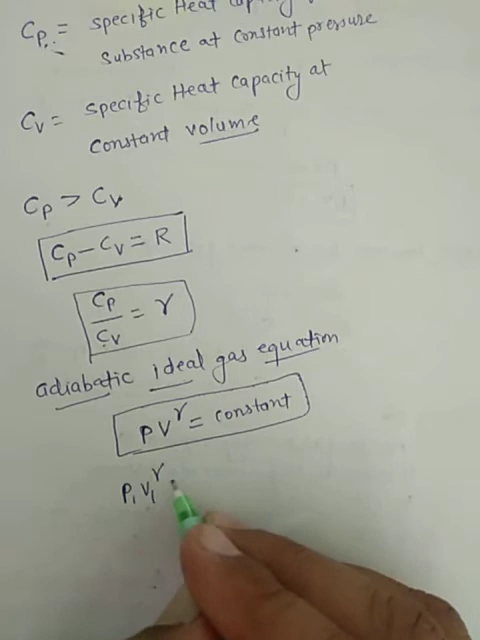 Cp = specific Heat
substance at constant pressure
Cv = specific Heat capacity at
constant volume
Cp > Cv
Cp - Cv = R
Cp/Cv = γ
adiabatic ideal gas equation
PV^γ = constant
P₁V₁^γ